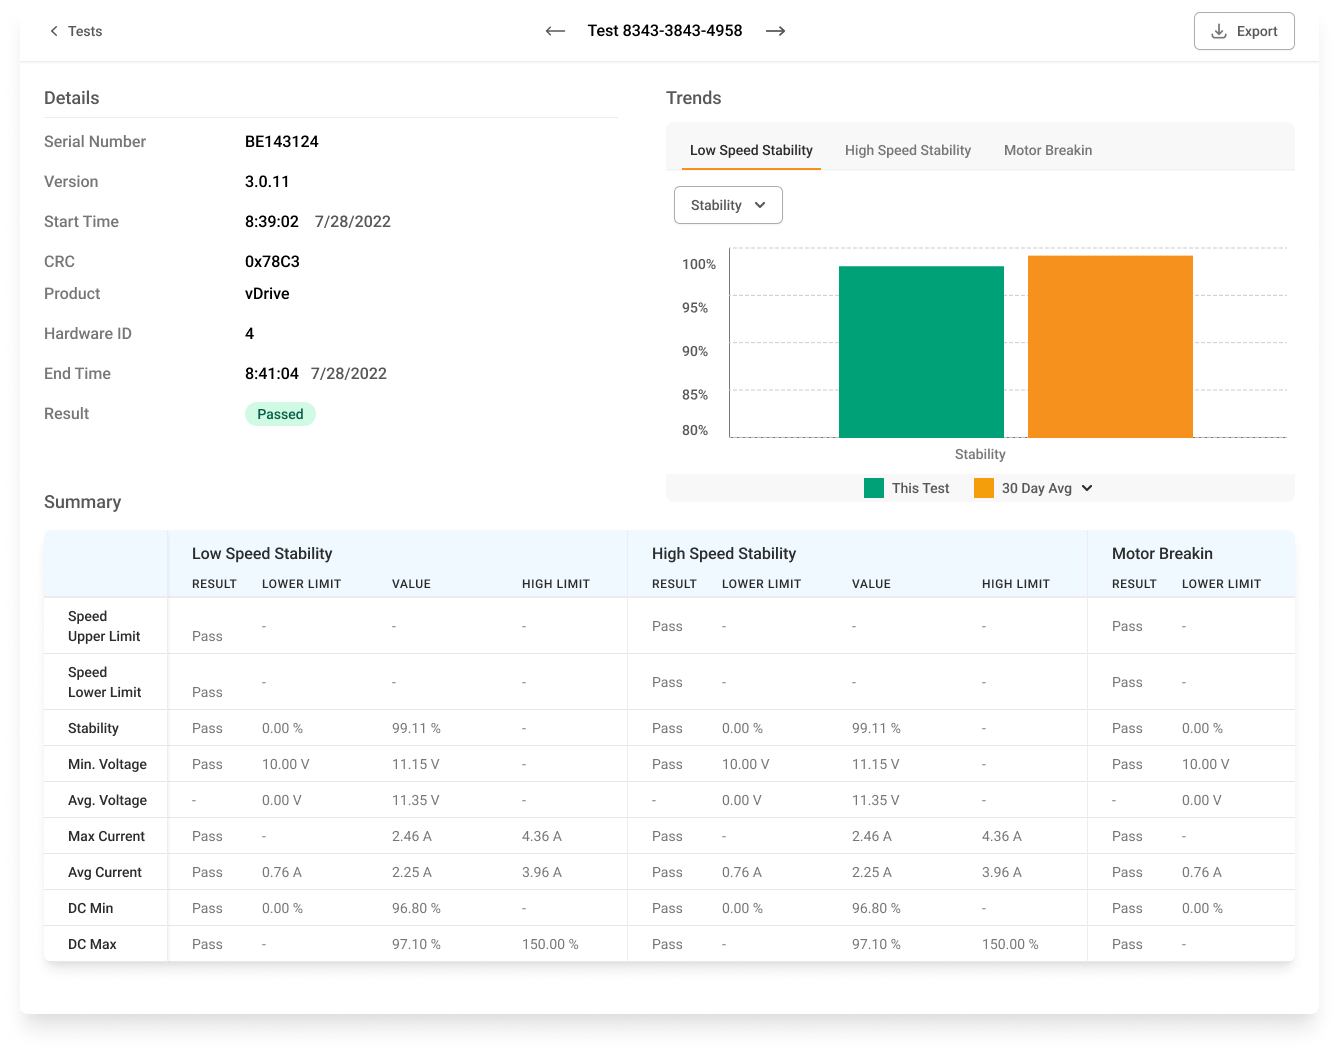 Tests
Test 8343-3843-4958
Export
Details
Serial Number BE143124
Version 3.0.11
Start Time 8:39:02 7/28/2022
CRC 0x78C3
Product vDrive
Hardware ID 4
End Time 8:41:04 7/28/2022
Result Passed
Trends
Low Speed Stability High Speed Stability Motor Breakin
Stability
100%
95%
90%
85%
80%
Stability
This Test 30 Day Avg
Summary
Low Speed Stability High Speed Stability Motor Breakin
RESULT LOWER LIMIT VALUE HIGH LIMIT RESULT LOWER LIMIT VALUE HIGH LIMIT RESULT LOWER LIMIT
Speed
Upper Limit Pass - - - Pass - - - Pass -
Speed
Lower Limit Pass - - - Pass - - - Pass -
Stability Pass 0.00 % 99.11 % - Pass 0.00 % 99.11 % - Pass 0.00 %
Min. Voltage Pass 10.00 V 11.15 V - Pass 10.00 V 11.15 V - Pass 10.00 V
Avg. Voltage - 0.00 V 11.35 V - - 0.00 V 11.35 V - - 0.00 V
Max Current Pass - 2.46 A 4.36 A Pass - 2.46 A 4.36 A Pass -
Avg Current Pass 0.76 A 2.25 A 3.96 A Pass 0.76 A 2.25 A 3.96 A Pass 0.76 A
DC Min Pass 0.00 % 96.80 % - Pass 0.00 % 96.80 % - Pass 0.00 %
DC Max Pass - 97.10 % 150.00 % Pass - 97.10 % 150.00 % Pass -